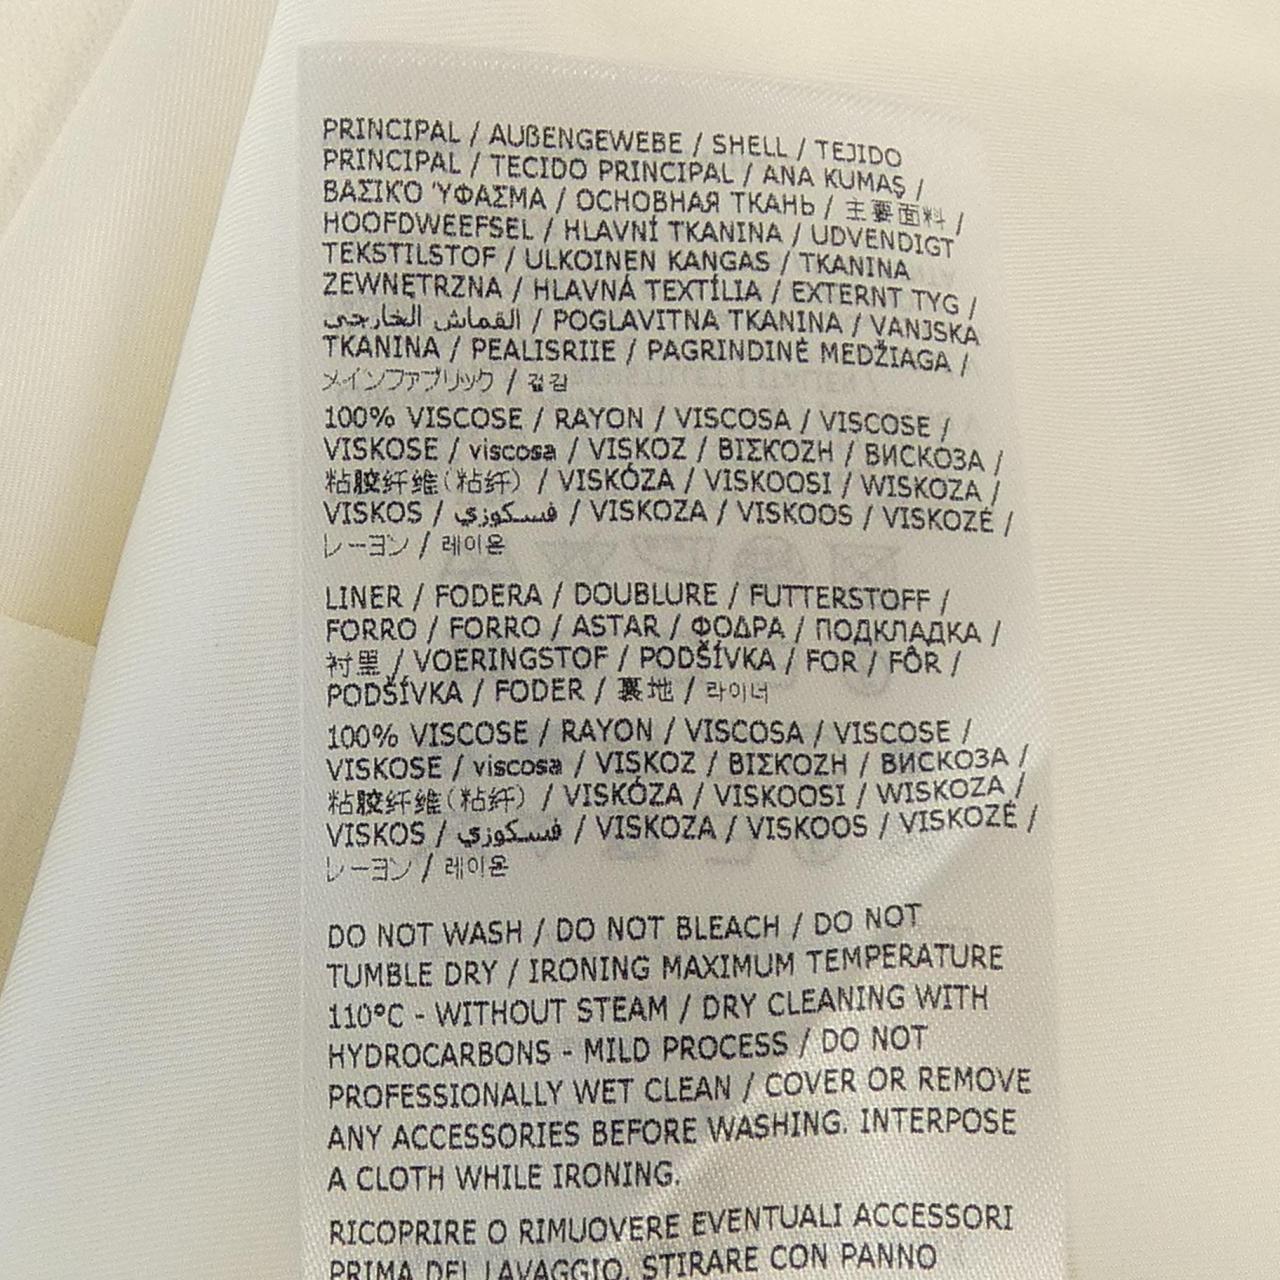 PRINCIPAL / AUßENGEWEBE / SHELL / TEJIDO
PRINCIPAL / TECIDO PRINCIPAL / ANA KUMAŞ /
ΒΑΣΙΚΌ ΎΦΑΣΜΑ / ОСНОВНАЯ ТКАНЬ / 主要面料 /
HOOFDWEEFSEL / HLAVNÍ TKANINA / UDVENDIGT
TEKSTILSTOF / ULKOINEN KANGAS / TKANINA
ZEWNĘTRZNA / HLAVNÁ TEXTÍLIA / EXTERNT TYG /
القماش الخارجي / POGLAVITNA TKANINA / VANJSKA
TKANINA / PEALISRIIE / PAGRINDINĖ MEDŽIAGA /
メインファブリック / 겉감
100% VISCOSE / RAYON / VISCOSA / VISCOSE /
VISKOSE / viscosa / VISKOZ / ΒΙΣΚΌΖΗ / ВИСКОЗА /
粘胶纤维(粘纤) / VISKÓZA / VISKOOSI / WISKOZA /
VISKOS / فسكوزي / VISKOZA / VISKOOS / VISKOZĖ /
レーヨン / 레이온
LINER / FODERA / DOUBLURE / FUTTERSTOFF /
FORRO / FORRO / ASTAR / ΦΌΔΡΑ / ПОДКЛАДКА /
衬里 / VOERINGSTOF / PODŠÍVKA / FOR / FÔR /
PODŠÍVKA / FODER / 裏地 / 라이너
100% VISCOSE / RAYON / VISCOSA / VISCOSE /
VISKOSE / viscosa / VISKOZ / ΒΙΣΚΌΖΗ / ВИСКОЗА /
粘胶纤维(粘纤) / VISKÓZA / VISKOOSI / WISKOZA /
VISKOS / فسكوزي / VISKOZA / VISKOOS / VISKOZĖ /
レーヨン / 레이온
DO NOT WASH / DO NOT BLEACH / DO NOT
TUMBLE DRY / IRONING MAXIMUM TEMPERATURE
110°C - WITHOUT STEAM / DRY CLEANING WITH
HYDROCARBONS - MILD PROCESS / DO NOT
PROFESSIONALLY WET CLEAN / COVER OR REMOVE
ANY ACCESSORIES BEFORE WASHING. INTERPOSE
A CLOTH WHILE IRONING.
RICOPRIRE O RIMUOVERE EVENTUALI ACCESSORI
PRIMA DEL LAVAGGIO. STIRARE CON PANNO